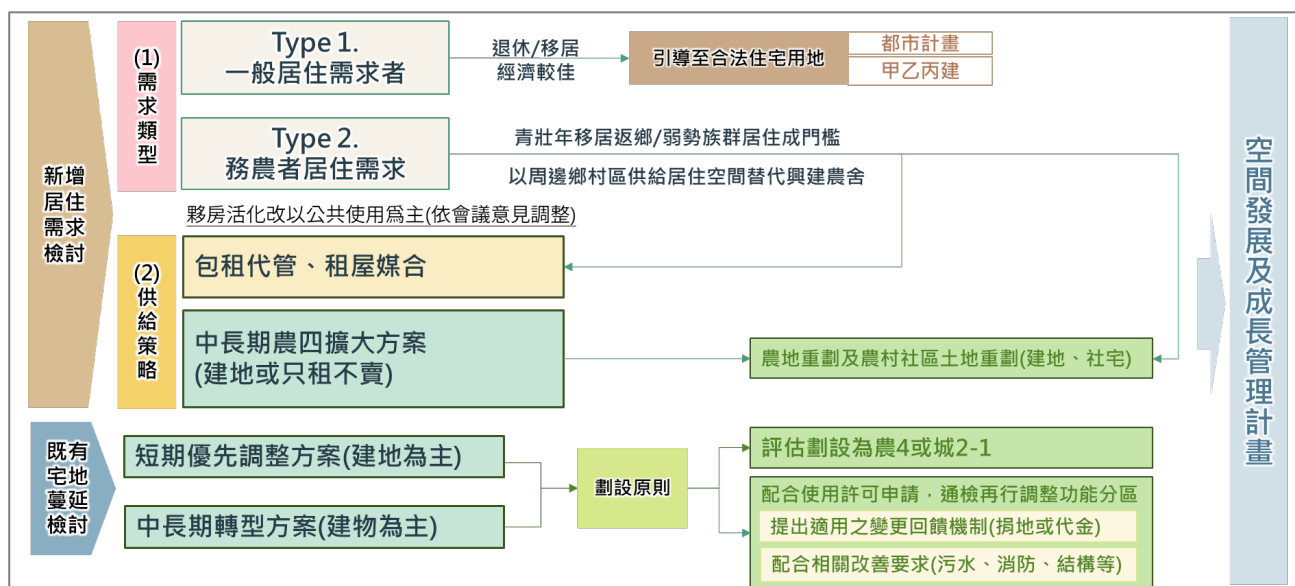 新增
居住
需求
檢討
(1)
需
求
類
型
Type 1.
一般居住需求者
退休/移居
經濟較佳
引導至合法住宅用地
都市計畫
甲乙丙建
Type 2.
務農者居住需求
青壯年移居返鄉/弱勢族群居住成門檻
以周邊鄉村區供給居住空間替代興建農舍
夥房活化改以公共使用為主(依會議意見調整)
(2)
供
給
策
略
包租代管、租屋媒合
中長期農四擴大方案
(建地或只租不賣)
農地重劃及農村社區土地重劃(建地、社宅)
既有
宅地
蔓延
檢討
短期優先調整方案(建地為主)
中長期轉型方案(建物為主)
劃設原則
評估劃設為農4或城2-1
配合使用許可申請，通檢再行調整功能分區
提出適用之變更回饋機制(捐地或代金)
配合相關改善要求(污水、消防、結構等)
空間發展及成長管理計畫